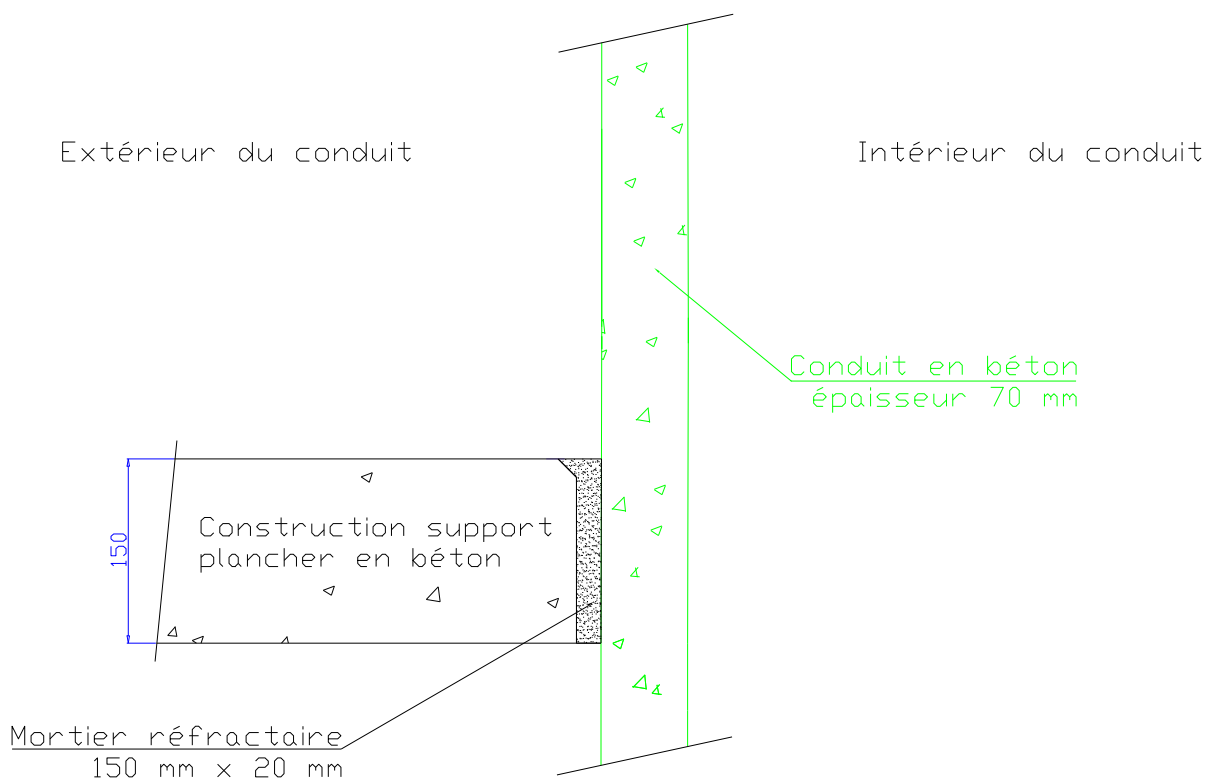 Extérieur du conduit
Intérieur du conduit
Conduit en béton
épaisseur 70 mm
Construction support
plancher en béton
150
Mortier réfractaire
150 mm x 20 mm